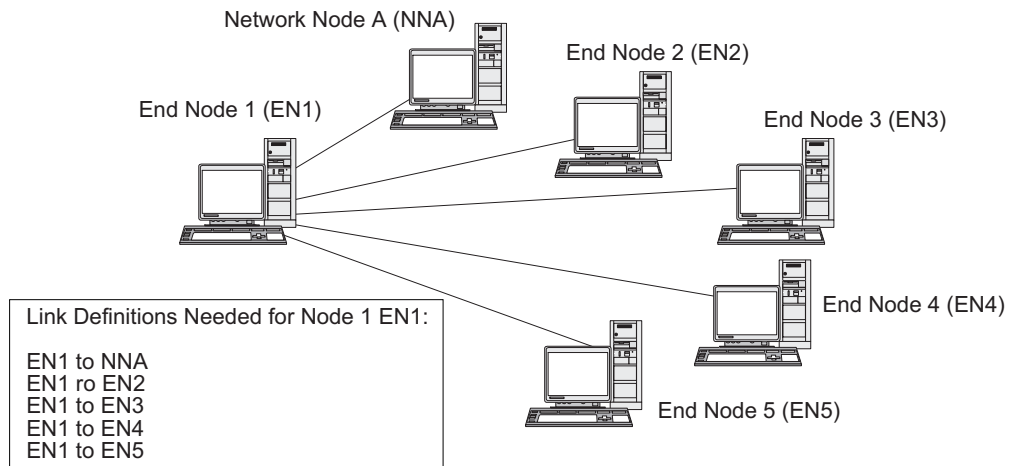 Network Node A (NNA)
End Node 2 (EN2)
End Node 1 (EN1)
End Node 3 (EN3)
End Node 4 (EN4)
End Node 5 (EN5)
Link Definitions Needed for Node 1 EN1:
EN1 to NNA
EN1 ro EN2
EN1 to EN3
EN1 to EN4
EN1 to EN5